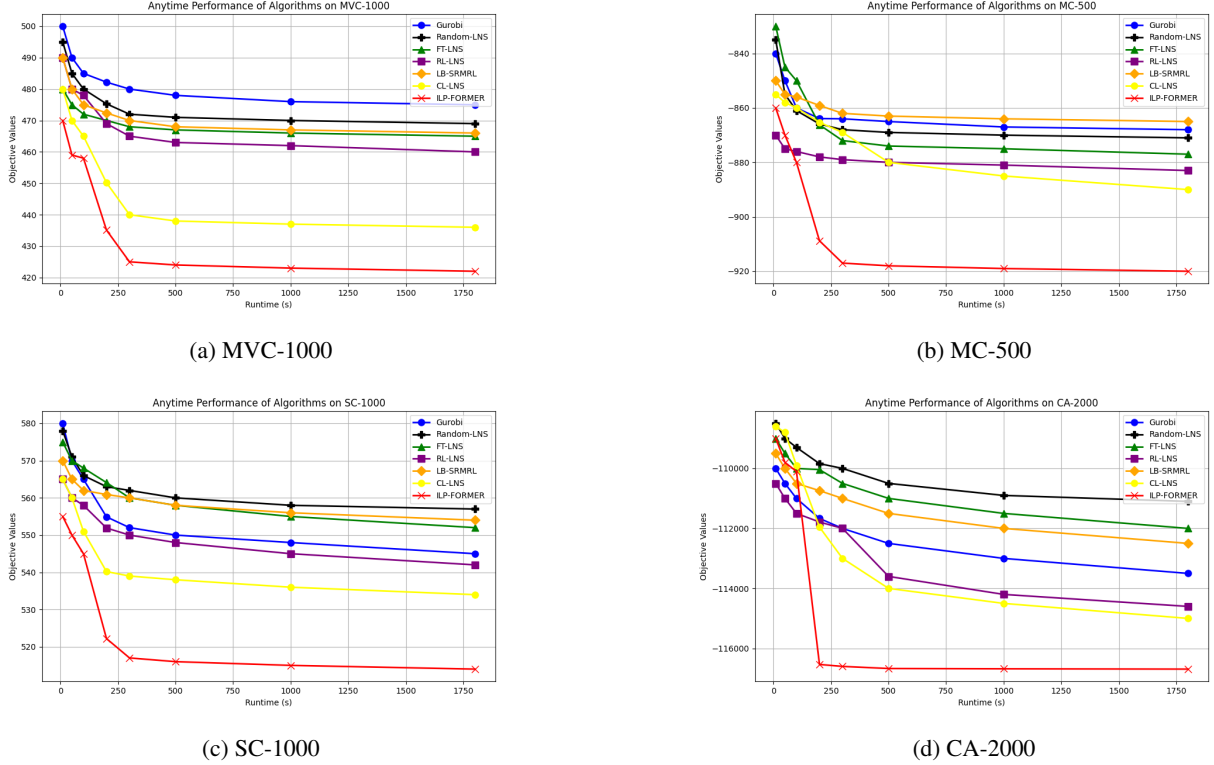 Anytime Performance of Algorithms on MVC-1000
500
490
480
470
460
450
440
430
420
Objective Values
0
250
500
750
1000
1250
1500
1750
Runtime (s)
Gurobi
Random-LNS
FT-LNS
RL-LNS
LB-SRMRL
CL-LNS
ILP-FORMER
(a) MVC-1000
Anytime Performance of Algorithms on MC-500
−840
−860
−880
−900
−920
Objective Values
0
250
500
750
1000
1250
1500
1750
Runtime (s)
Gurobi
Random-LNS
FT-LNS
RL-LNS
LB-SRMRL
CL-LNS
ILP-FORMER
(b) MC-500
Anytime Performance of Algorithms on SC-1000
580
570
560
550
540
530
520
Objective Values
0
250
500
750
1000
1250
1500
1750
Runtime (s)
Gurobi
Random-LNS
FT-LNS
RL-LNS
LB-SRMRL
CL-LNS
ILP-FORMER
(c) SC-1000
Anytime Performance of Algorithms on CA-2000
−110000
−112000
−114000
−116000
Objective Values
0
250
500
750
1000
1250
1500
1750
Runtime (s)
Gurobi
Random-LNS
FT-LNS
RL-LNS
LB-SRMRL
CL-LNS
ILP-FORMER
(d) CA-2000